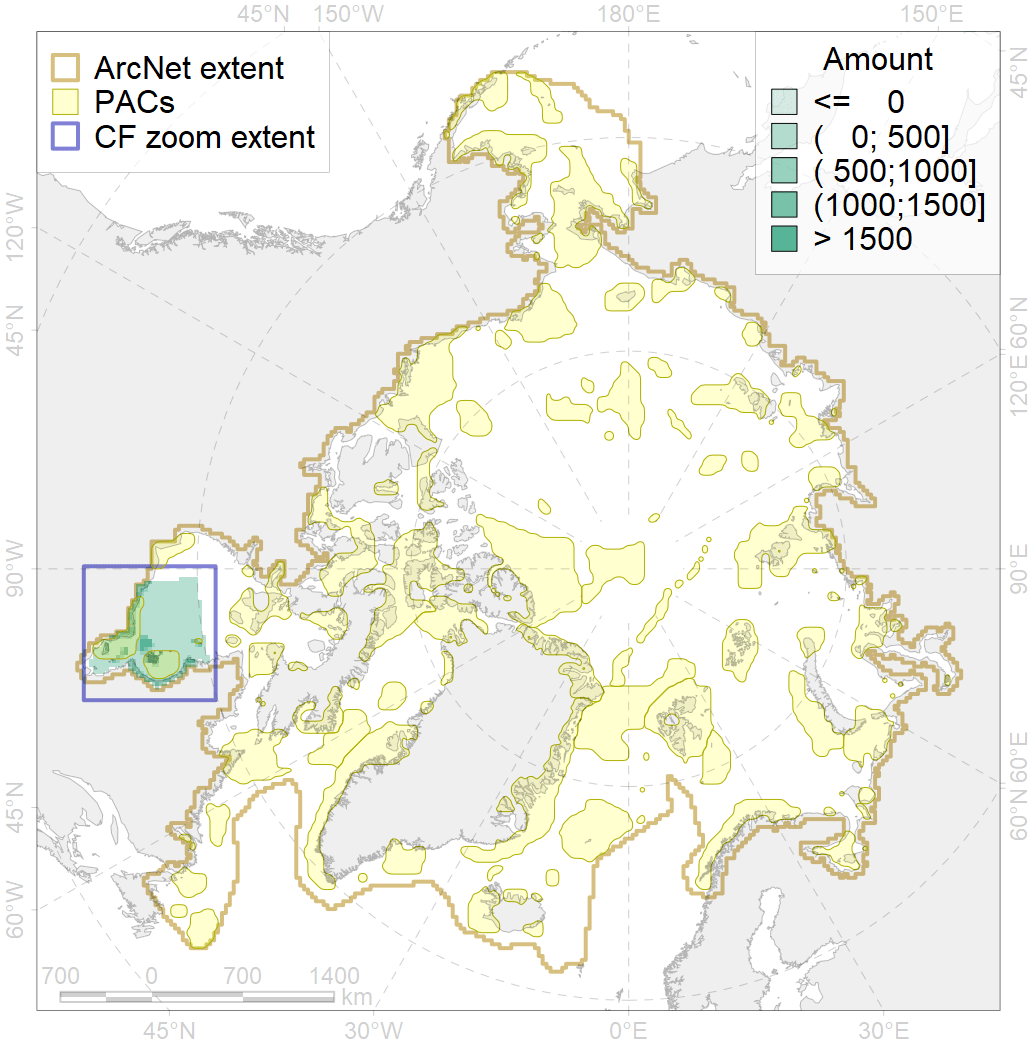 45°N 150°W 180°E 150°E
ArcNet extent
PACs
CF zoom extent
Amount
<= 0
( 0; 500]
( 500;1000]
(1000;1500]
> 1500
45°N
120°W
45°N
60°N
120°E
90°W
90°E
45°N
60°E
60°N
60°W
700 0 700 1400
km
45°N 30°W 0°E 30°E